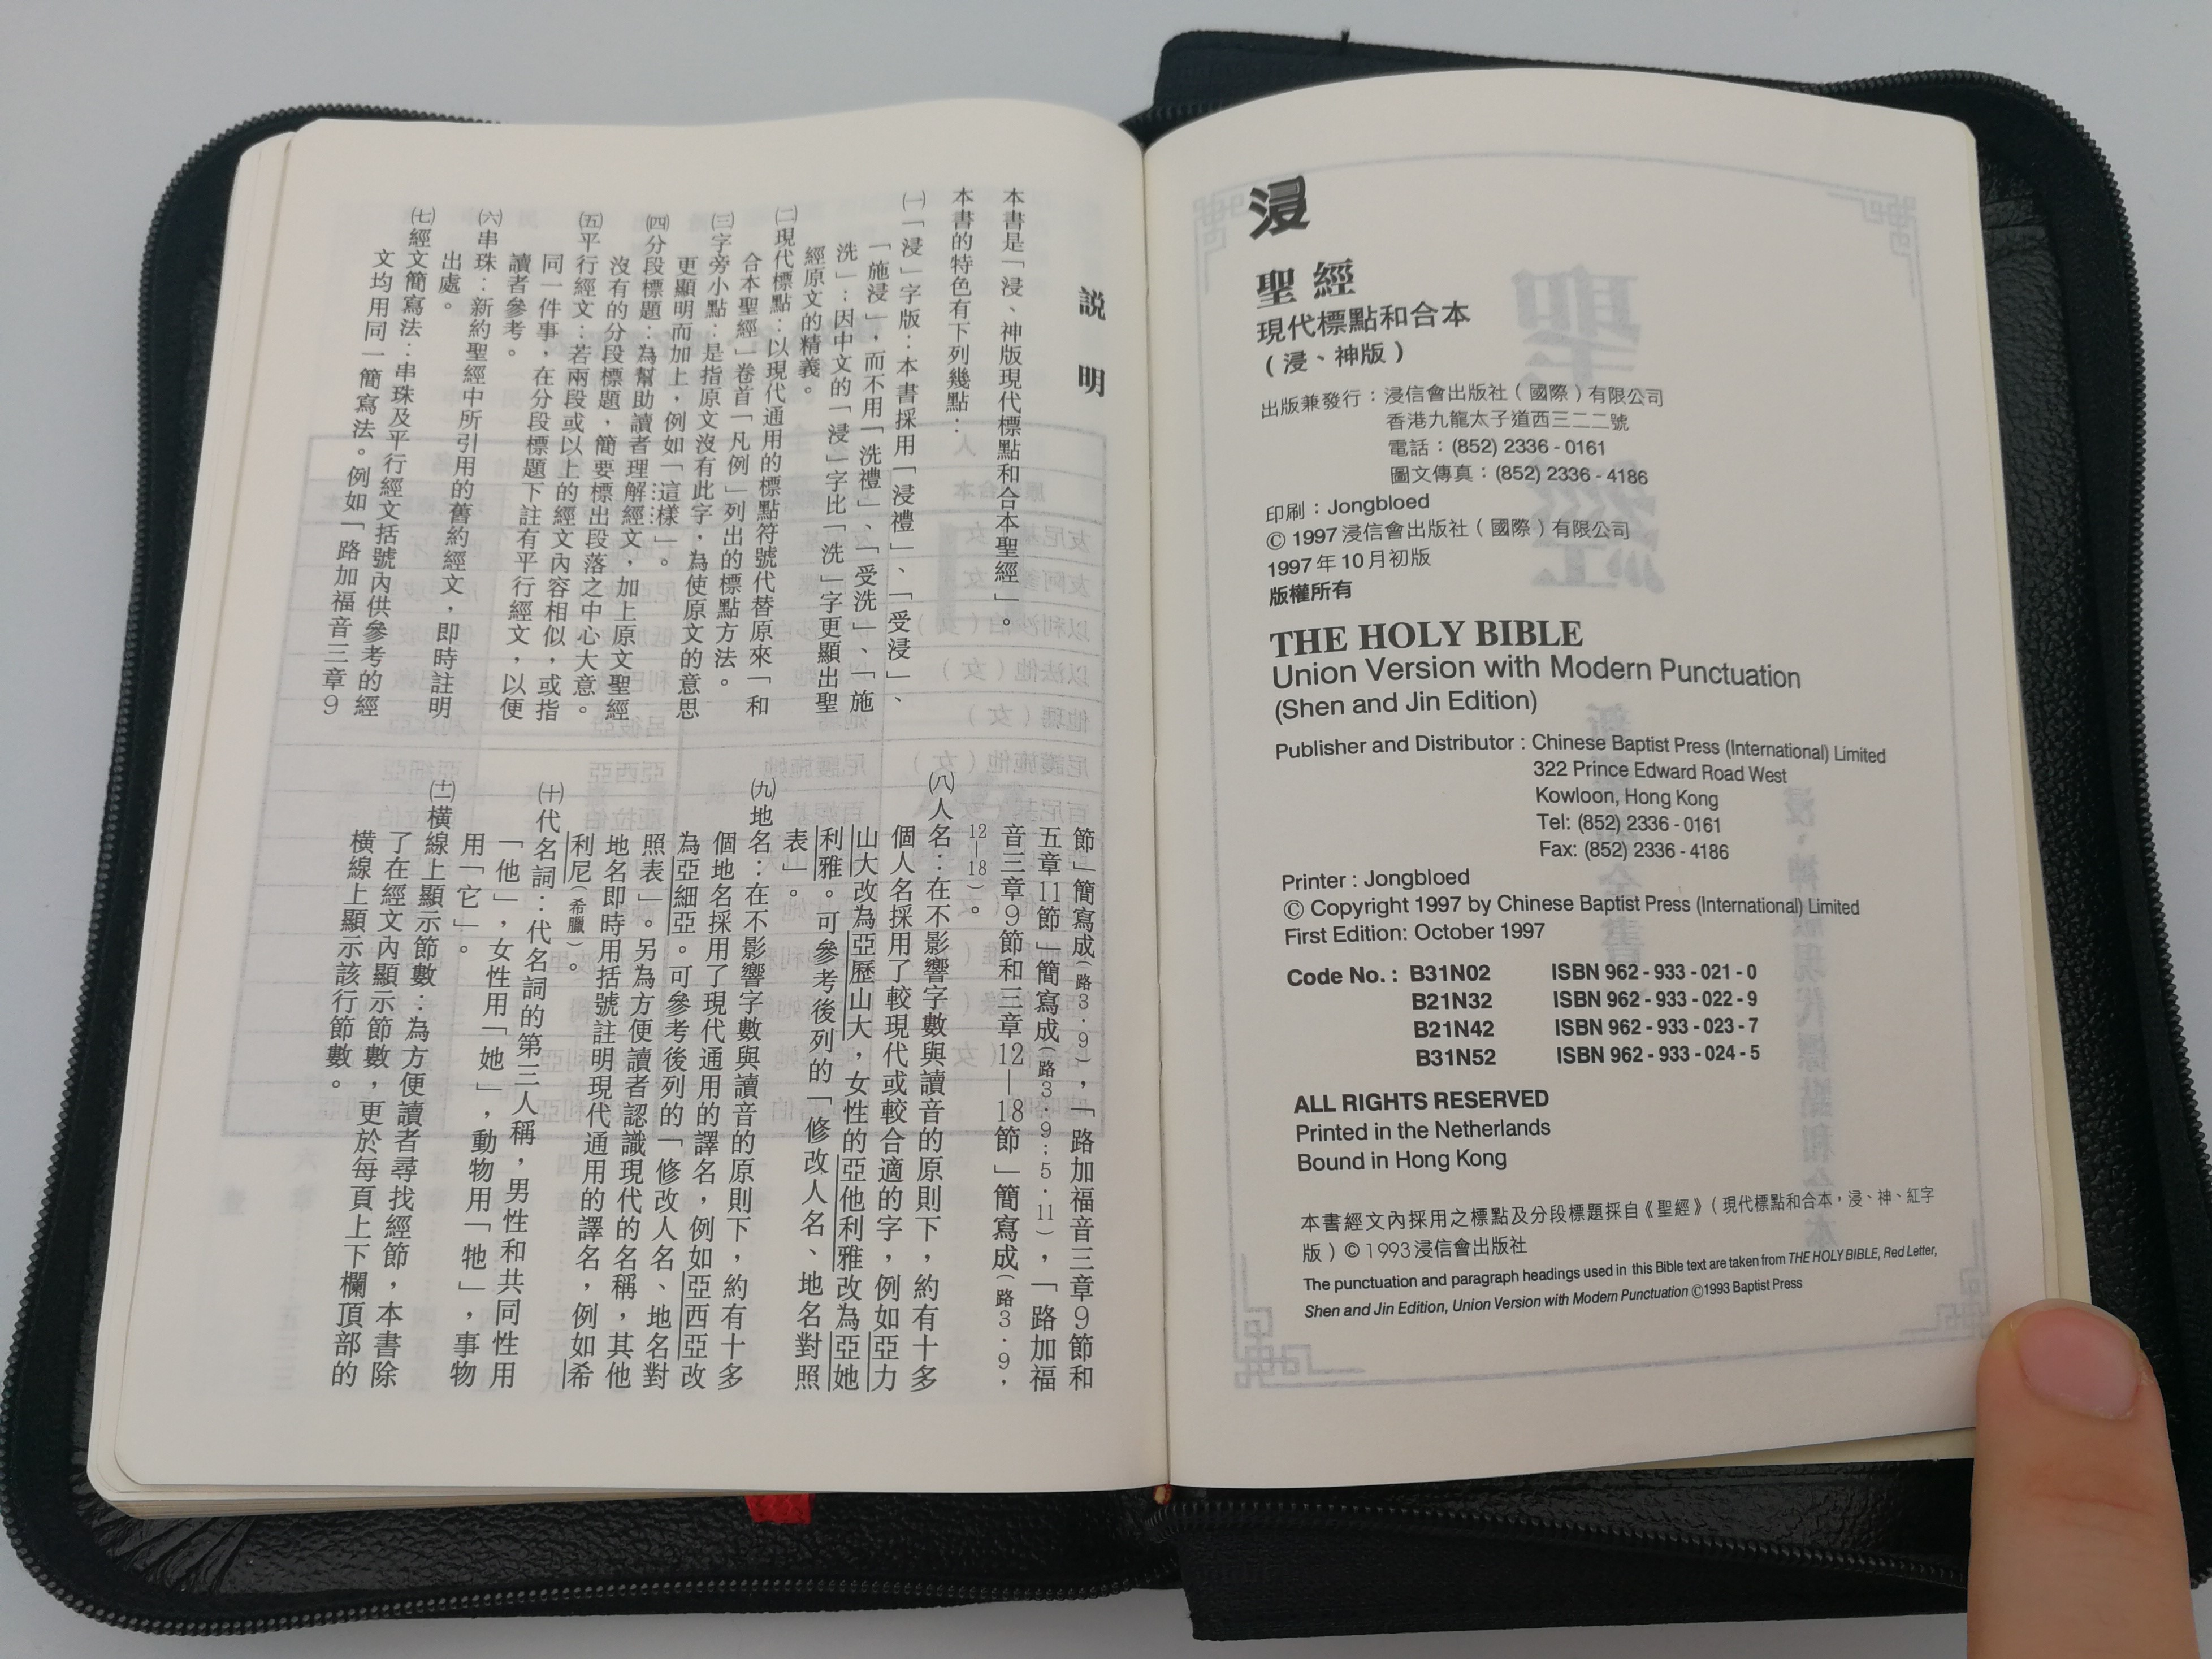 浸
聖經
現代標點和合本
（浸、神版）
出版兼發行：浸信會出版社（國際）有限公司
香港九龍太子道西三二二號
電話：(852) 2336 - 0161
圖文傳真：(852) 2336 - 4186
印刷：Jongbloed
© 1997 浸信會出版社（國際）有限公司
1997 年 10 月初版
版權所有
THE HOLY BIBLE
Union Version with Modern Punctuation
(Shen and Jin Edition)
Publisher and Distributor : Chinese Baptist Press (International) Limited
322 Prince Edward Road West
Kowloon, Hong Kong
Tel: (852) 2336 - 0161
Fax: (852) 2336 - 4186
Printer : Jongbloed
© Copyright 1997 by Chinese Baptist Press (International) Limited
First Edition: October 1997
Code No. : B31N02 ISBN 962 - 933 - 021 - 0
B21N32 ISBN 962 - 933 - 022 - 9
B21N42 ISBN 962 - 933 - 023 - 7
B31N52 ISBN 962 - 933 - 024 - 5
ALL RIGHTS RESERVED
Printed in the Netherlands
Bound in Hong Kong
本書經文內採用之標點及分段標題採自《聖經》（現代標點和合本，浸、神、紅字
版）© 1993 浸信會出版社
The punctuation and paragraph headings used in this Bible text are taken from THE HOLY BIBLE, Red Letter,
Shen and Jin Edition, Union Version with Modern Punctuation ©1993 Baptist Press
説明
本書是「浸、神版現代標點和合本聖經」。
本書的特色有下列幾點：
㈠「浸」字版：本書採用「浸禮」、「受浸」、
「施浸」，而不用「洗禮」、「受洗」、「施
洗」；因中文的「浸」字比「洗」字更顯出聖
經原文的精義。
㈡現代標點：以現代通用的標點符號代替原來「和
合本聖經」卷首「凡例」列出的標點方法。
㈢字旁小點：是指原文沒有此字，為使原文的意思
更顯明而加上，例如「這樣」。
㈣分段標題：為幫助讀者理解經文，加上原文聖經
沒有的分段標題，簡要標出段落之中心大意。
㈤平行經文：若兩段或以上的經文內容相似，或指
同一件事，在分段標題下註有平行經文，以便
讀者參考。
㈥串珠：新約聖經中所引用的舊約經文，即時註明
出處。
㈦經文簡寫法：串珠及平行經文括號內供參考的經
文均用同一簡寫法。例如「路加福音三章9
節」簡寫成（路3．9），「路加福音三章9節和
五章11節」簡寫成（路3．9；5．11），「路加福
音三章9節和三章12—18節」簡寫成（路3．9，
12—18）。
㈧人名：在不影響字數與讀音的原則下，約有十多
個人名採用了較現代或較合適的字，例如亞力
山大改為亞歷山大，女性的亞他利雅改為亞她
利雅。可參考後列的「修改人名、地名對照
表」。
㈨地名：在不影響字數與讀音的原則下，約有十多
個地名採用了現代通用的譯名，例如亞西亞改
為亞細亞。可參考後列的「修改人名、地名對
照表」。另為方便讀者認識現代的名稱，其他
地名即時用括號註明現代通用的譯名，例如希
利尼（希臘）。
㈩代名詞：代名詞的第三人稱，男性和共同性用
「他」，女性用「她」，動物用「牠」，事物
用「它」。
(十一)橫線上顯示節數：為方便讀者尋找經節，本書除
了在經文內顯示節數，更於每頁上下欄頂部的
橫線上顯示該行節數。